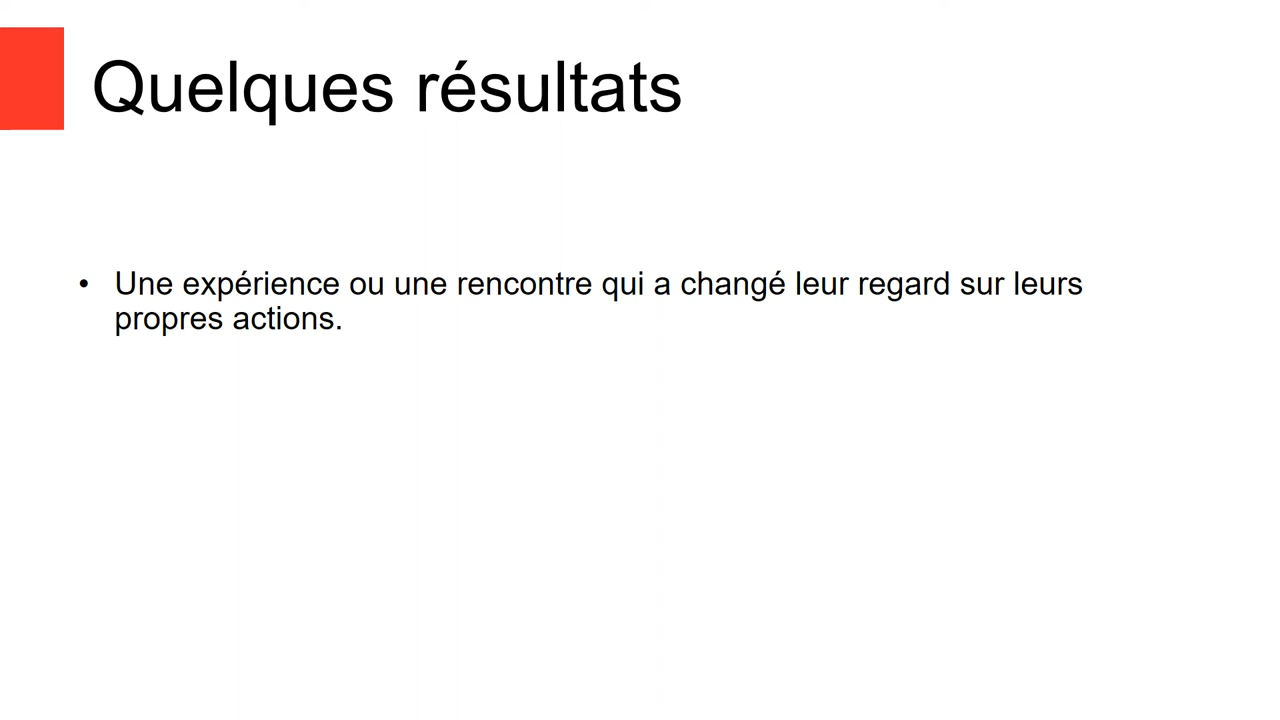 Quelques résultats
• Une expérience ou une rencontre qui a changé leur regard sur leurs
propres actions.